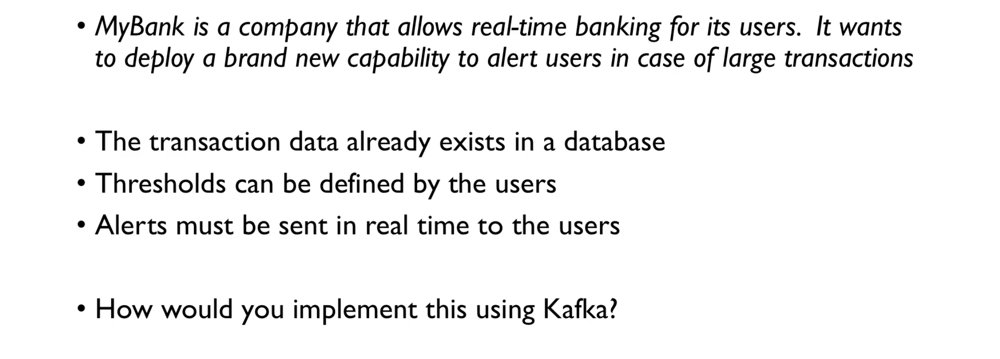 • MyBank is a company that allows real-time banking for its users.  It wants
to deploy a brand new capability to alert users in case of large transactions
• The transaction data already exists in a database
• Thresholds can be defined by the users
• Alerts must be sent in real time to the users
• How would you implement this using Kafka?